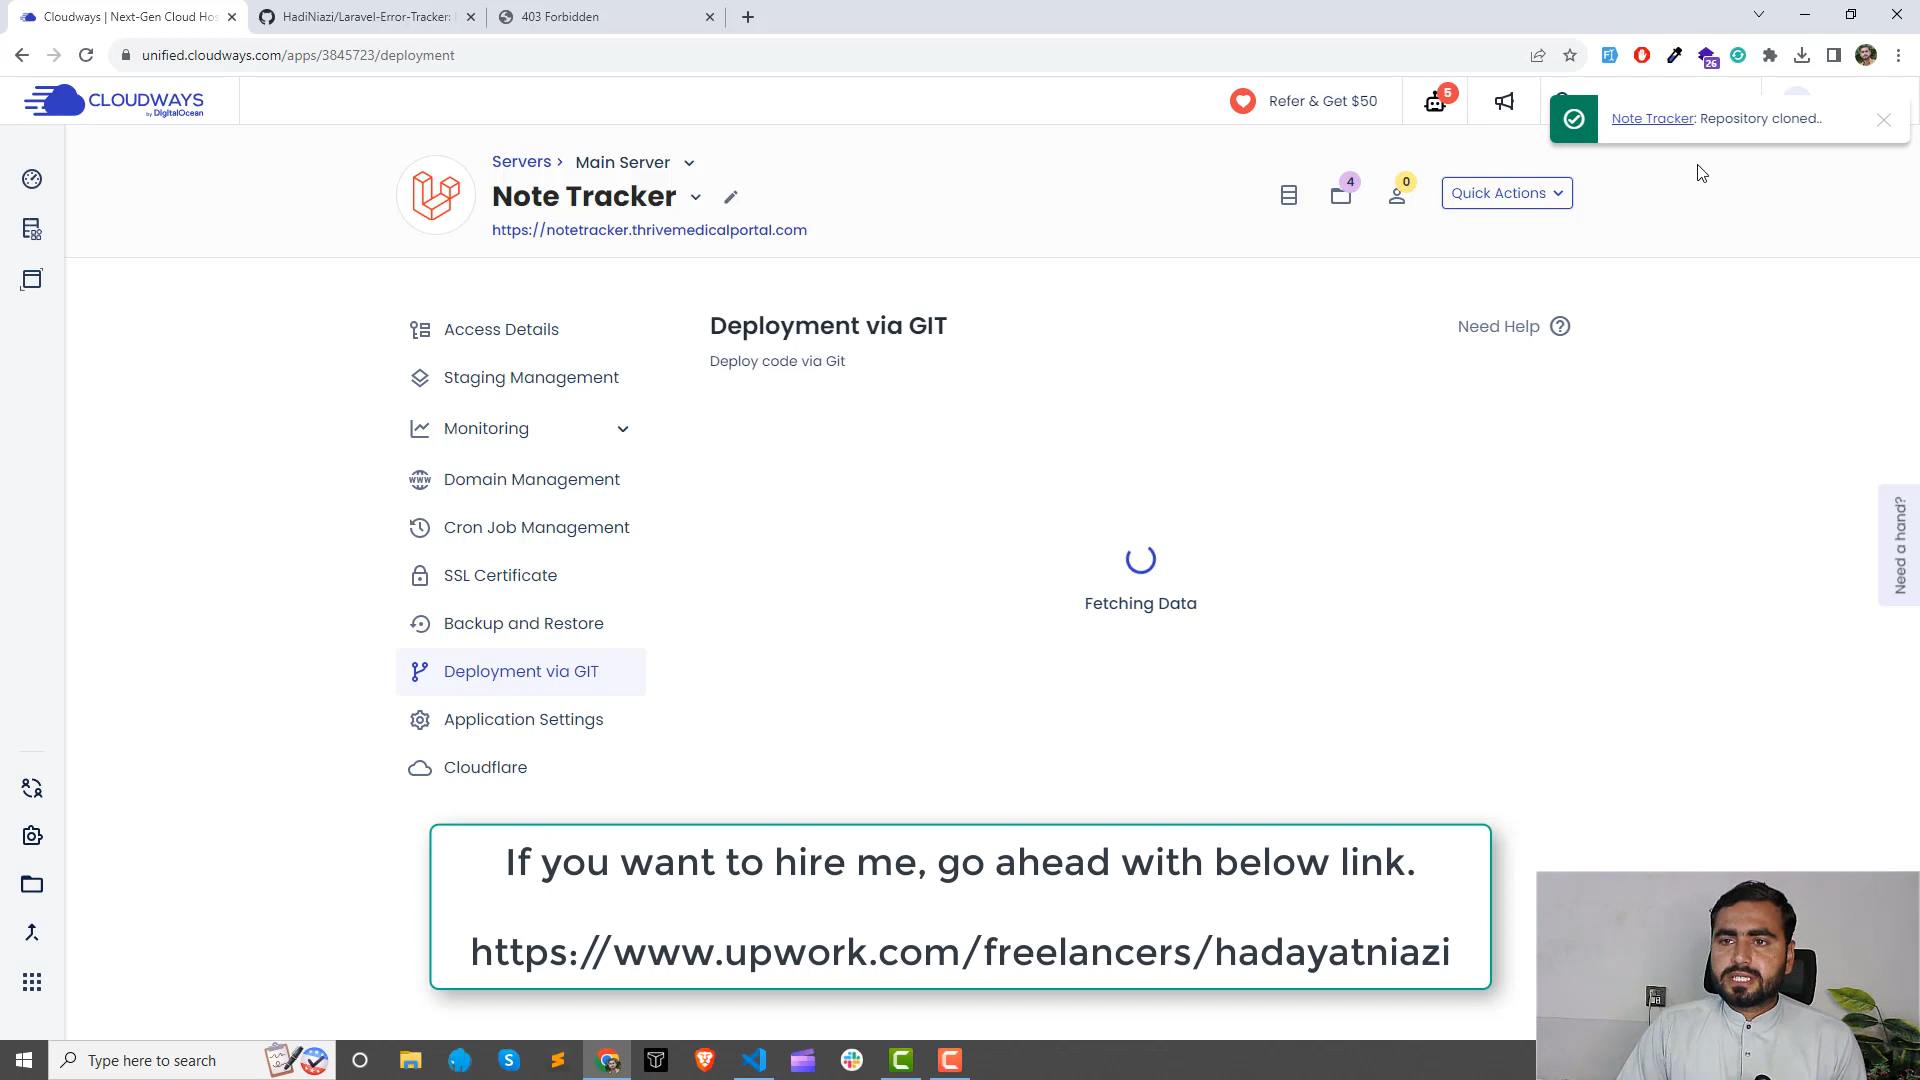 Cloudways | Next-Gen Cloud Hos
HadiNiazi/Laravel-Error-Tracker:
403 Forbidden
unified.cloudways.com/apps/3845723/deployment
26
CLOUDWAYS
by DigitalOcean
Refer & Get $50
5
Note Tracker: Repository cloned..
Servers › Main Server
Note Tracker
https://notetracker.thrivemedicalportal.com
4
0
Quick Actions
Access Details
Staging Management
Monitoring
Domain Management
Cron Job Management
SSL Certificate
Backup and Restore
Deployment via GIT
Application Settings
Cloudflare
Deployment via GIT
Need Help
Deploy code via Git
Fetching Data
Need a hand?
If you want to hire me, go ahead with below link.
https://www.upwork.com/freelancers/hadayatniazi
Type here to search